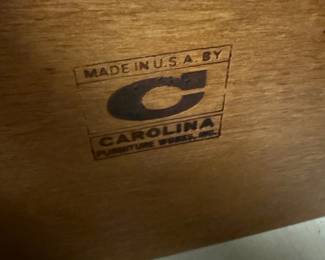 MADE IN U.S.A. BY
C
CAROLINA
FURNITURE WORKS, INC.